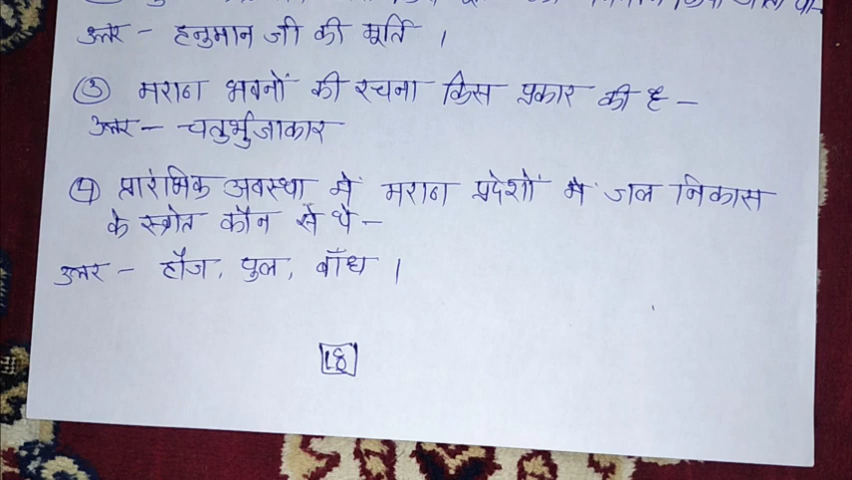 उत्तर - हनुमान जी की मूर्ति ।
③ मराठा भवनों की रचना किस प्रकार की है -
उत्तर - चतुर्भुजाकार
④ प्रारंभिक अवस्था में मराठा प्रदेशों में जल निकास
के स्त्रोत कौन से थे -
उत्तर - हौज, पुल, बाँध ।
18